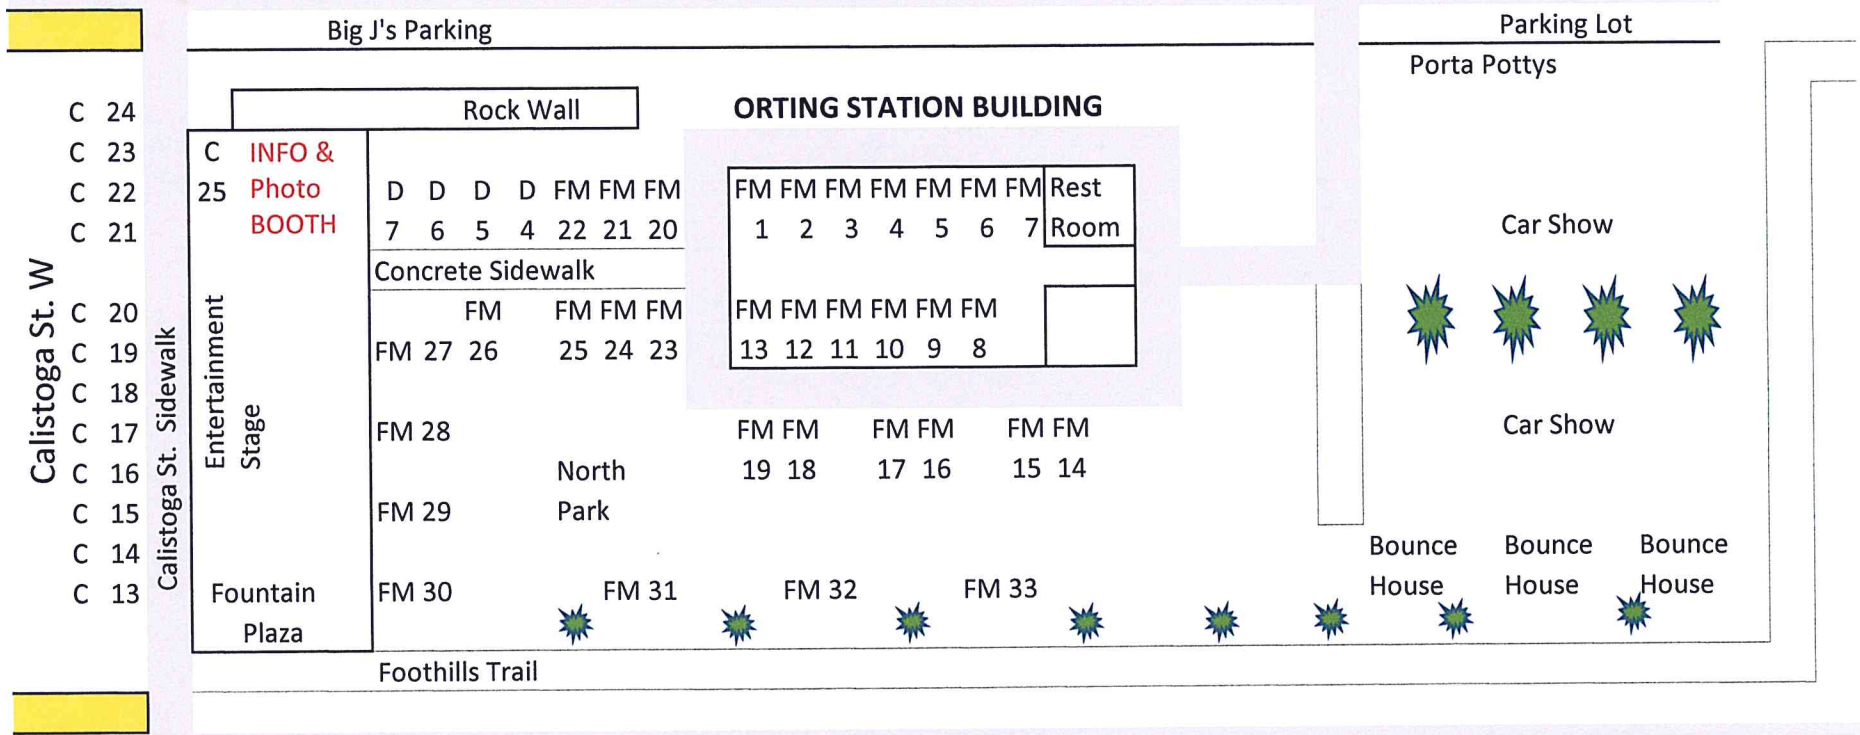 Big J's Parking
Parking Lot
Porta Pottys
Rock Wall
ORTING STATION BUILDING
C 24
C 23
C 22
C 21
C 20
C 19
C 18
C 17
C 16
C 15
C 14
C 13
Calistoga St. W
Calistoga St. Sidewalk
C
25
INFO &
Photo
BOOTH
Entertainment
Stage
Fountain
Plaza
D D D D FM FM FM
7 6 5 4 22 21 20
Concrete Sidewalk
FM FM FM FM
FM 27 26 25 24 23
FM 28
FM 29
FM 30 FM 31 FM 32 FM 33
North
Park
FM FM FM FM FM FM FM
1 2 3 4 5 6 7
Rest
Room
FM FM FM FM FM FM
13 12 11 10 9 8
FM FM FM FM FM FM
19 18 17 16 15 14
Car Show
Car Show
Bounce Bounce Bounce
House House House
Foothills Trail